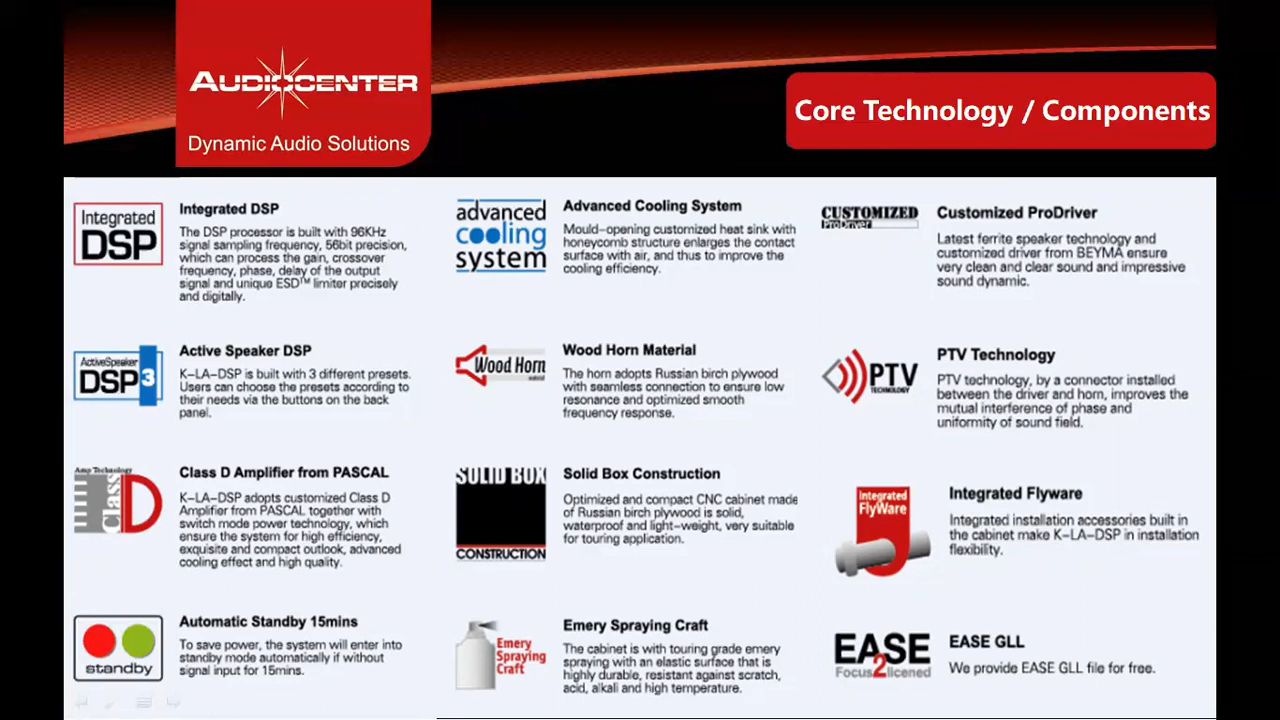 AUDIOCENTER
Dynamic Audio Solutions
Core Technology / Components
Integrated
DSP
Integrated DSP
The DSP processor is built with 96KHz
signal sampling frequency, 56bit precision,
which can process the gain, crossover
frequency, phase, delay of the output
signal and unique ESD™ limiter precisely
and digitally.
ActiveSpeaker
DSP3
Active Speaker DSP
K-LA-DSP is built with 3 different presets.
Users can choose the presets according to
their needs via the buttons on the back
panel.
Amp Technology
Class D
Class D Amplifier from PASCAL
K-LA-DSP adopts customized Class D
Amplifier from PASCAL together with
switch mode power technology, which
ensure the system for high efficiency,
exquisite and compact outlook, advanced
cooling effect and high quality.
standby
Automatic Standby 15mins
To save power, the system will enter into
standby mode automatically if without
signal input for 15mins.
advanced
cooling
system
Advanced Cooling System
Mould-opening customized heat sink with
honeycomb structure enlarges the contact
surface with air, and thus to improve the
cooling efficiency.
Wood Horn
material
Wood Horn Material
The horn adopts Russian birch plywood
with seamless connection to ensure low
resonance and optimized smooth
frequency response.
SOLID BOX
CONSTRUCTION
Solid Box Construction
Optimized and compact CNC cabinet made
of Russian birch plywood is solid,
waterproof and light-weight, very suitable
for touring application.
Emery
Spraying
Craft
Emery Spraying Craft
The cabinet is with touring grade emery
spraying with an elastic surface that is
highly durable, resistant against scratch,
acid, alkali and high temperature.
CUSTOMIZED
ProDriver
Customized ProDriver
Latest ferrite speaker technology and
customized driver from BEYMA ensure
very clean and clear sound and impressive
sound dynamic.
PTV
TECHNOLOGY
PTV Technology
PTV technology, by a connector installed
between the driver and horn, improves the
mutual interference of phase and
uniformity of sound field.
Integrated
FlyWare
Integrated Flyware
Integrated installation accessories built in
the cabinet make K-LA-DSP in installation
flexibility.
EASE
Focus2licened
EASE GLL
We provide EASE GLL file for free.